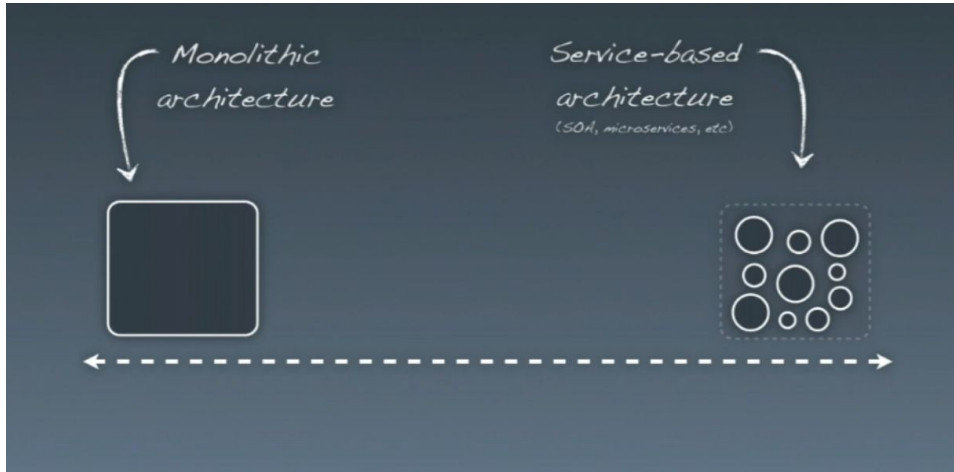 Monolithic
architecture
Service-based
architecture
(SOA, microservices, etc)